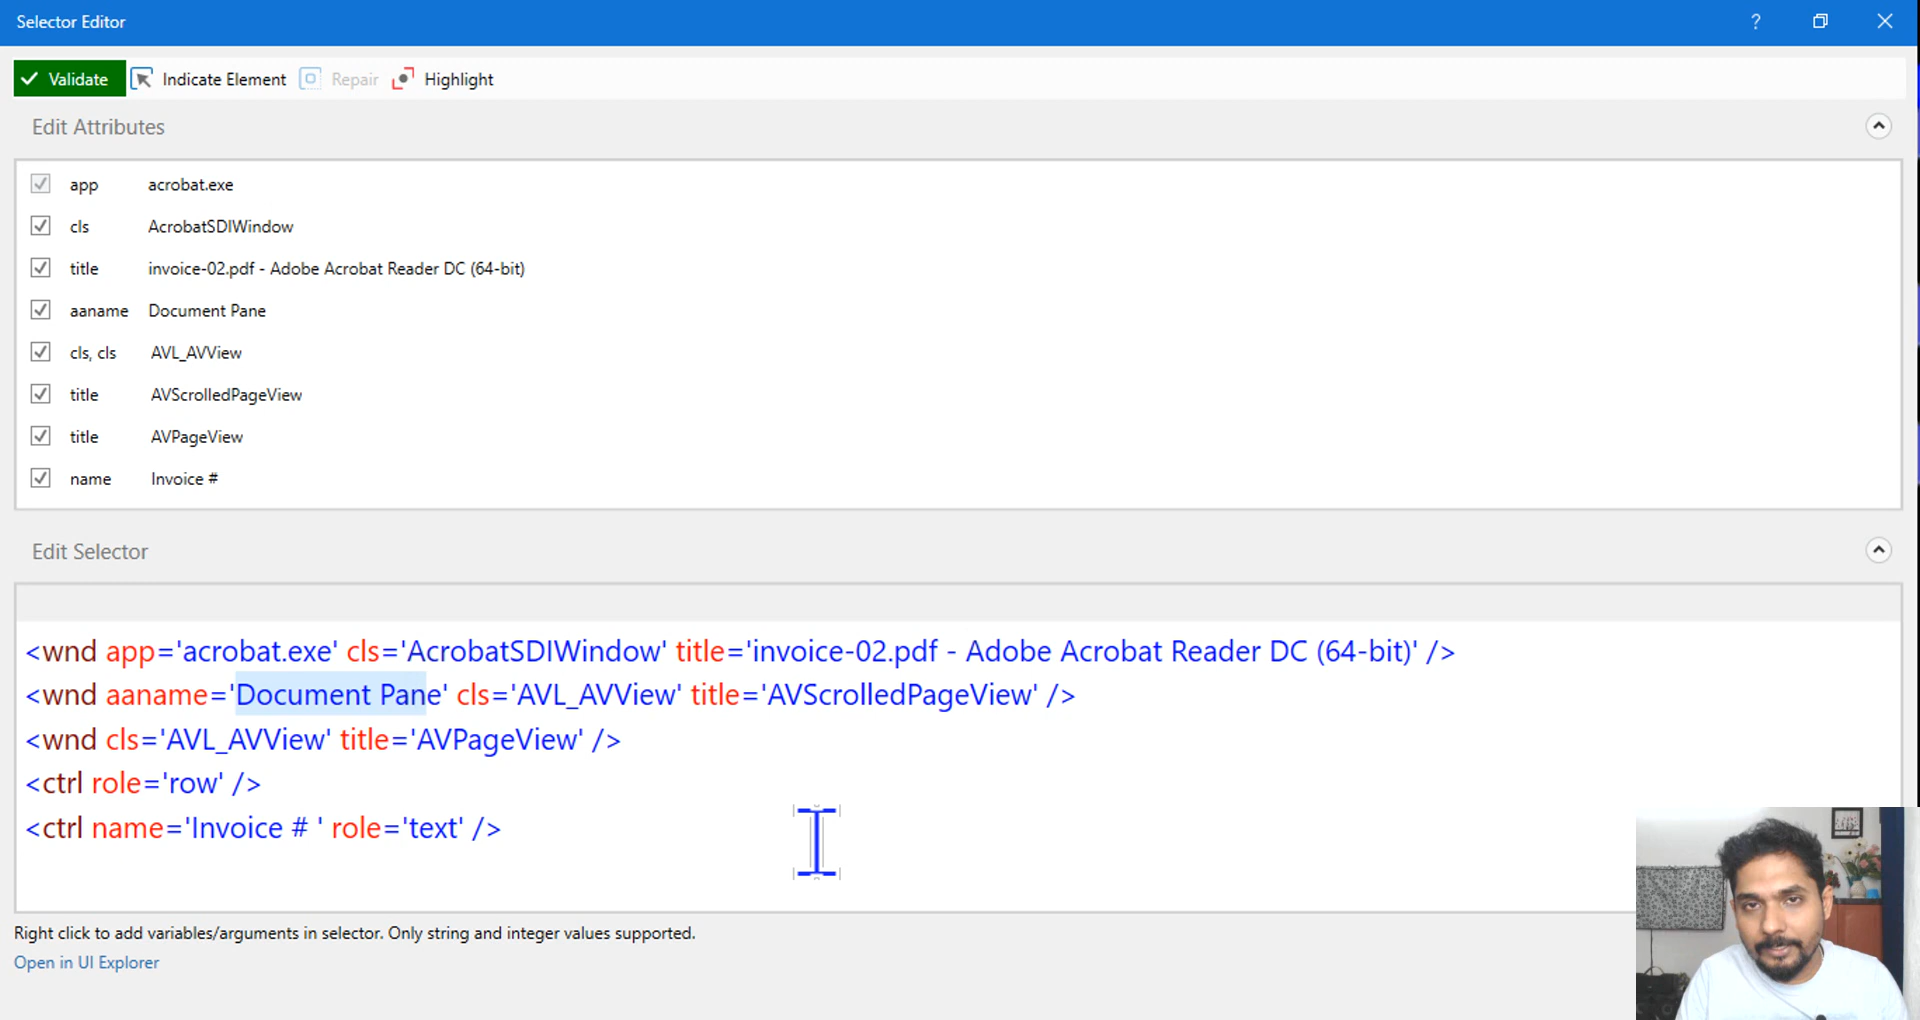 Selector Editor
?
Validate Indicate Element Repair Highlight
Edit Attributes
app acrobat.exe
cls AcrobatSDIWindow
title invoice-02.pdf - Adobe Acrobat Reader DC (64-bit)
aaname Document Pane
cls, cls AVL_AVView
title AVScrolledPageView
title AVPageView
name Invoice #
Edit Selector
<wnd app='acrobat.exe' cls='AcrobatSDIWindow' title='invoice-02.pdf - Adobe Acrobat Reader DC (64-bit)' />
<wnd aaname='Document Pane' cls='AVL_AVView' title='AVScrolledPageView' />
<wnd cls='AVL_AVView' title='AVPageView' />
<ctrl role='row' />
<ctrl name='Invoice # ' role='text' />
Right click to add variables/arguments in selector. Only string and integer values supported.
Open in UI Explorer